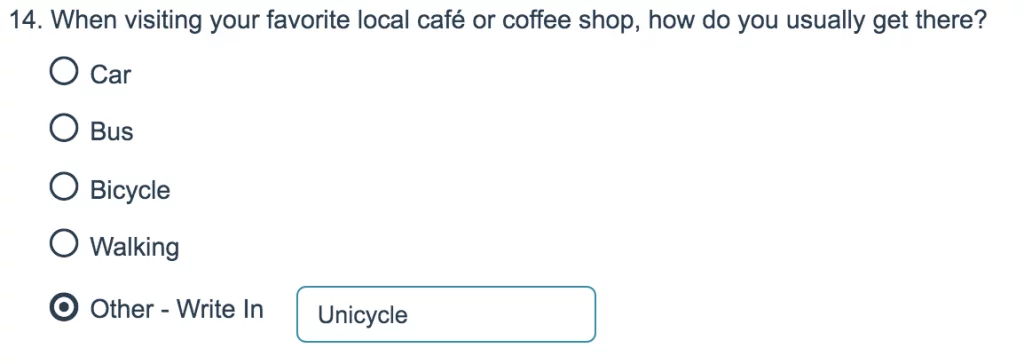 14. When visiting your favorite local café or coffee shop, how do you usually get there?
Car
Bus
Bicycle
Walking
Other - Write In Unicycle